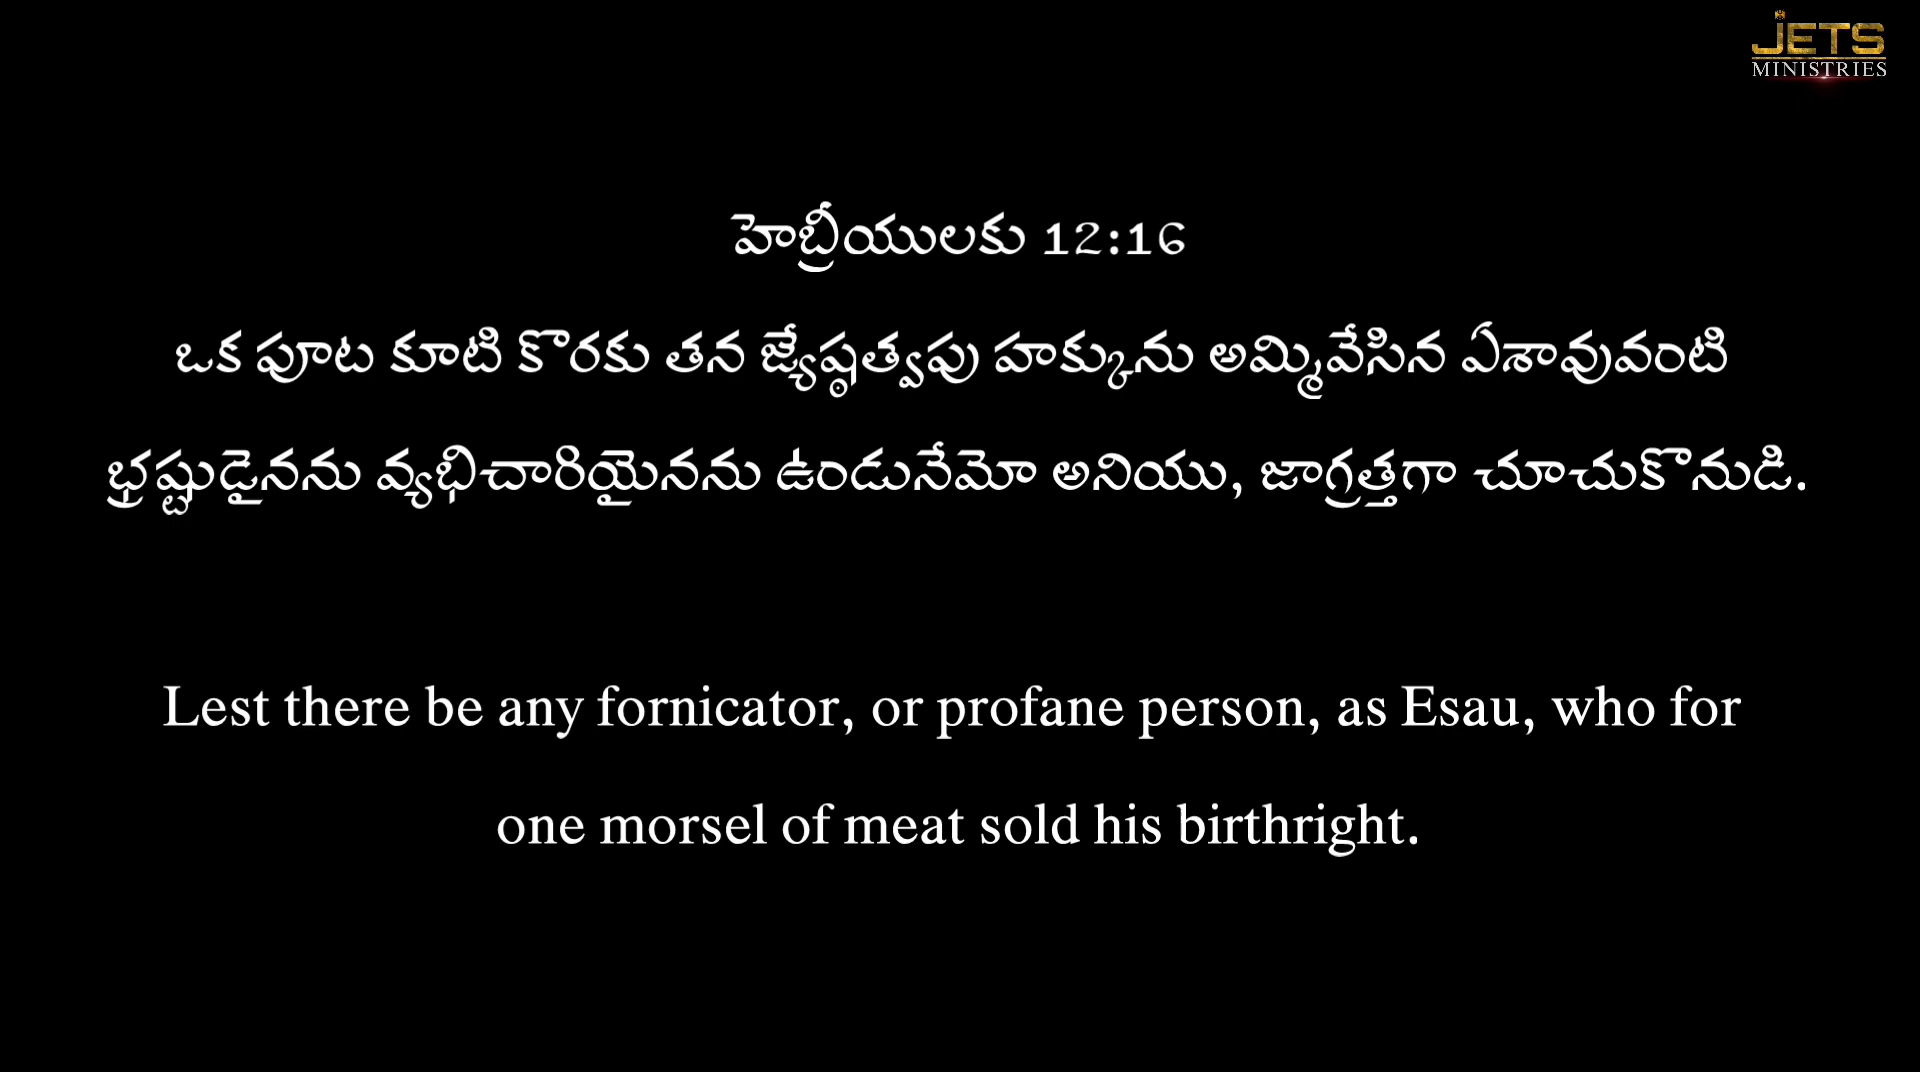 JETS
MINISTRIES
హెబ్రీయులకు 12:16
ఒక పూట కూటి కొరకు తన జ్యేష్ఠత్వపు హక్కును అమ్మివేసిన ఏశావువంటి
భ్రష్టుడైనను వ్యభిచారియైనను ఉండునేమో అనియు, జాగ్రత్తగా చూచుకొనుడి.
Lest there be any fornicator, or profane person, as Esau, who for
one morsel of meat sold his birthright.